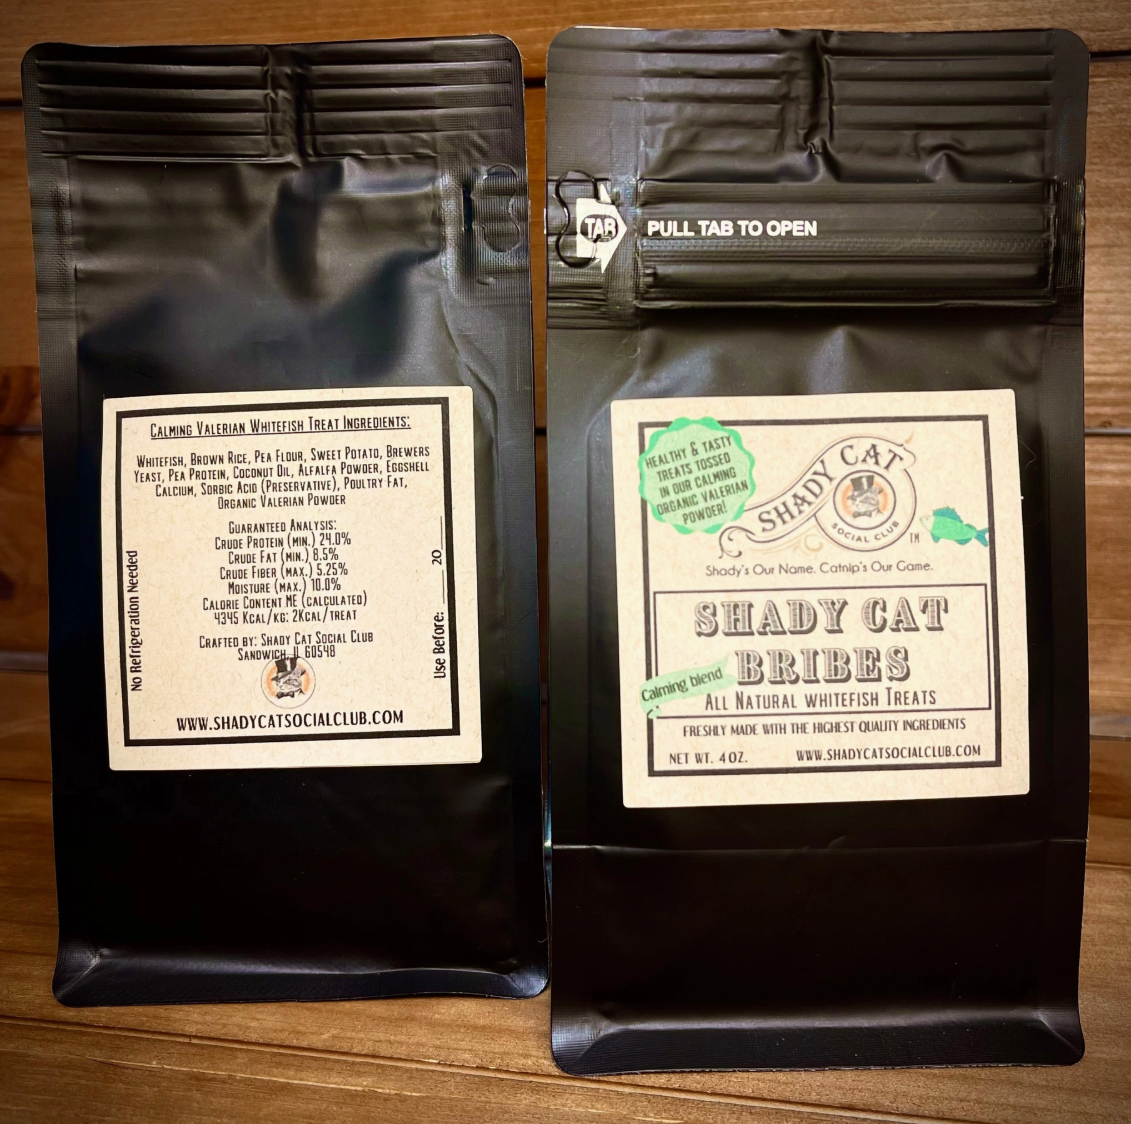 Calming Valerian Whitefish Treat Ingredients:
Whitefish, Brown Rice, Pea Flour, Sweet Potato, Brewers
Yeast, Pea Protein, Coconut Oil, Alfalfa Powder, Eggshell
Calcium, Sorbic Acid (Preservative), Poultry Fat,
Organic Valerian Powder
Guaranteed Analysis:
Crude Protein (min.) 24.0%
Crude Fat (min.) 8.5%
Crude Fiber (max.) 5.25%
Moisture (max.) 10.0%
Calorie Content ME (calculated)
4345 Kcal/kg: 2Kcal/treat
Crafted by: Shady Cat Social Club
Sandwich, IL 60548
www.shadycatsocialclub.com
No Refrigeration Needed
Use Before: ______ 20 ______
TAB
PULL TAB TO OPEN
HEALTHY & TASTY
TREATS TOSSED
IN OUR CALMING
ORGANIC VALERIAN
POWDER!
SHADY CAT
SOCIAL CLUB
TM
Shady's Our Name. Catnip's Our Game.
SHADY CAT
BRIBES
Calming blend
All Natural whitefish Treats
FRESHLY MADE WITH THE HIGHEST QUALITY INGREDIENTS
NET WT. 4OZ.
WWW.SHADYCATSOCIALCLUB.COM